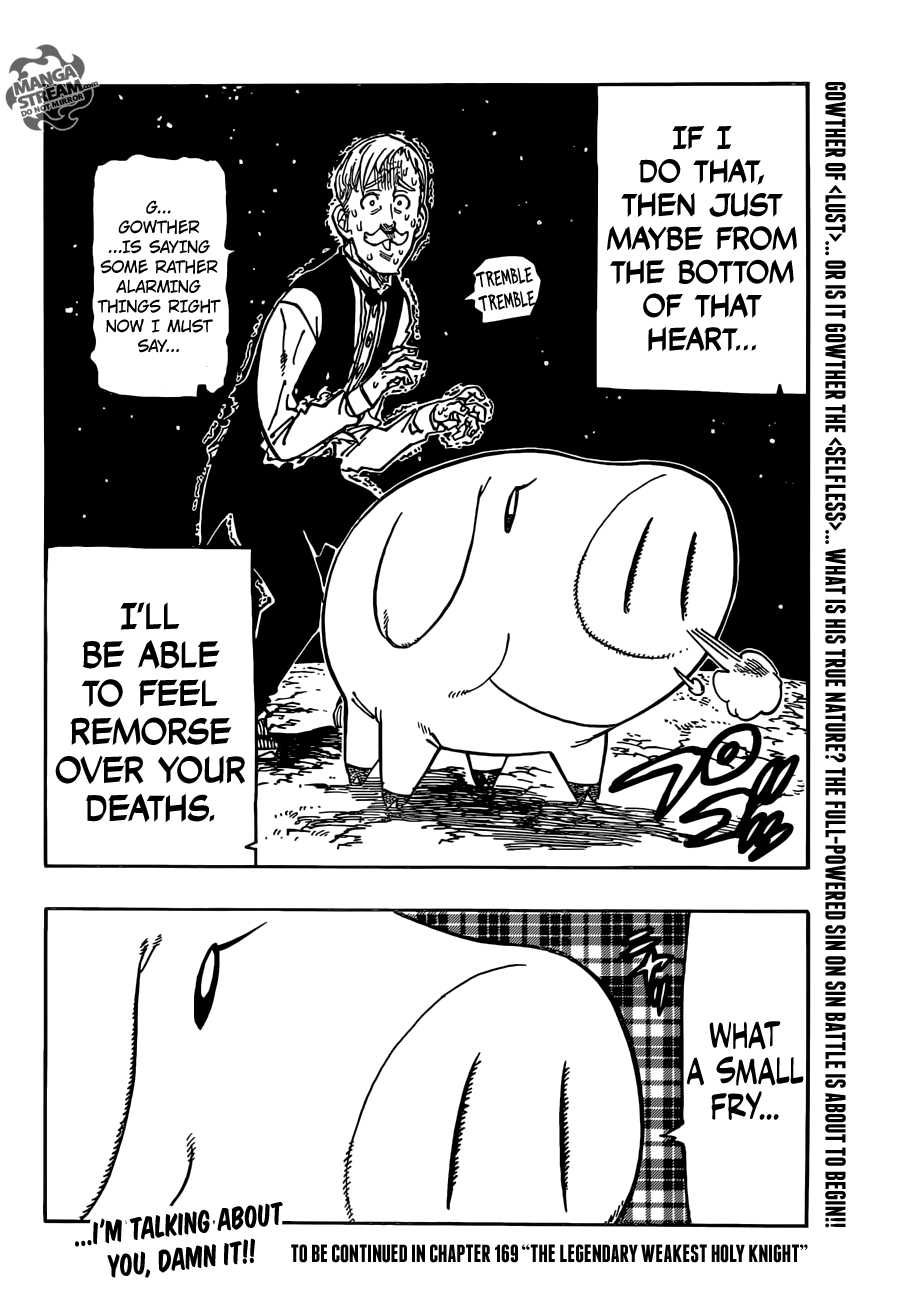 MANGA
STREAM.com
DO NOT MIRROR
IF I
DO THAT,
THEN JUST
MAYBE FROM
THE BOTTOM
OF THAT
HEART...
TREMBLE
TREMBLE
G...
GOWTHER
...IS SAYING
SOME RATHER
ALARMING
THINGS RIGHT
NOW I MUST
SAY...
I'LL
BE ABLE
TO FEEL
REMORSE
OVER YOUR
DEATHS.
WHAT
A SMALL
FRY...
...I'M TALKING ABOUT
YOU, DAMN IT!!
TO BE CONTINUED IN CHAPTER 169 “THE LEGENDARY WEAKEST HOLY KNIGHT”
GOWTHER OF <LUST>... OR IS IT GOWTHER THE <SELFLESS>... WHAT IS HIS TRUE NATURE? THE FULL-POWERED SIN ON SIN BATTLE IS ABOUT TO BEGIN!!